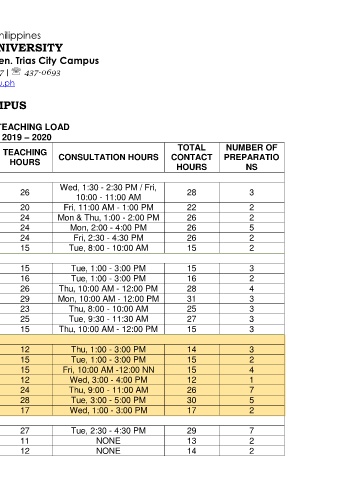 hilippines
NIVERSITY
en. Trias City Campus
7 | ☏ 437-0693
u.ph
MPUS
TEACHING LOAD
2019 – 2020
TEACHING HOURS CONSULTATION HOURS TOTAL CONTACT HOURS NUMBER OF PREPARATIO NS
26 Wed, 1:30 - 2:30 PM / Fri, 10:00 - 11:00 AM 28 3
20 Fri, 11:00 AM - 1:00 PM 22 2
24 Mon & Thu, 1:00 - 2:00 PM 26 2
24 Mon, 2:00 - 4:00 PM 26 5
24 Fri, 2:30 - 4:30 PM 26 2
15 Tue, 8:00 - 10:00 AM 15 2
15 Tue, 1:00 - 3:00 PM 15 3
16 Tue, 1:00 - 3:00 PM 16 2
26 Thu, 10:00 AM - 12:00 PM 28 4
29 Mon, 10:00 AM - 12:00 PM 31 3
23 Thu, 8:00 - 10:00 AM 25 3
25 Tue, 9:30 - 11:30 AM 27 3
15 Thu, 10:00 AM - 12:00 PM 15 3
12 Thu, 1:00 - 3:00 PM 14 3
15 Tue, 1:00 - 3:00 PM 15 2
15 Fri, 10:00 AM -12:00 NN 15 4
12 Wed, 3:00 - 4:00 PM 12 1
24 Thu, 9:00 - 11:00 AM 26 7
28 Tue, 3:00 - 5:00 PM 30 5
17 Wed, 1:00 - 3:00 PM 17 2
27 Tue, 2:30 - 4:30 PM 29 7
11 NONE 13 2
12 NONE 14 2